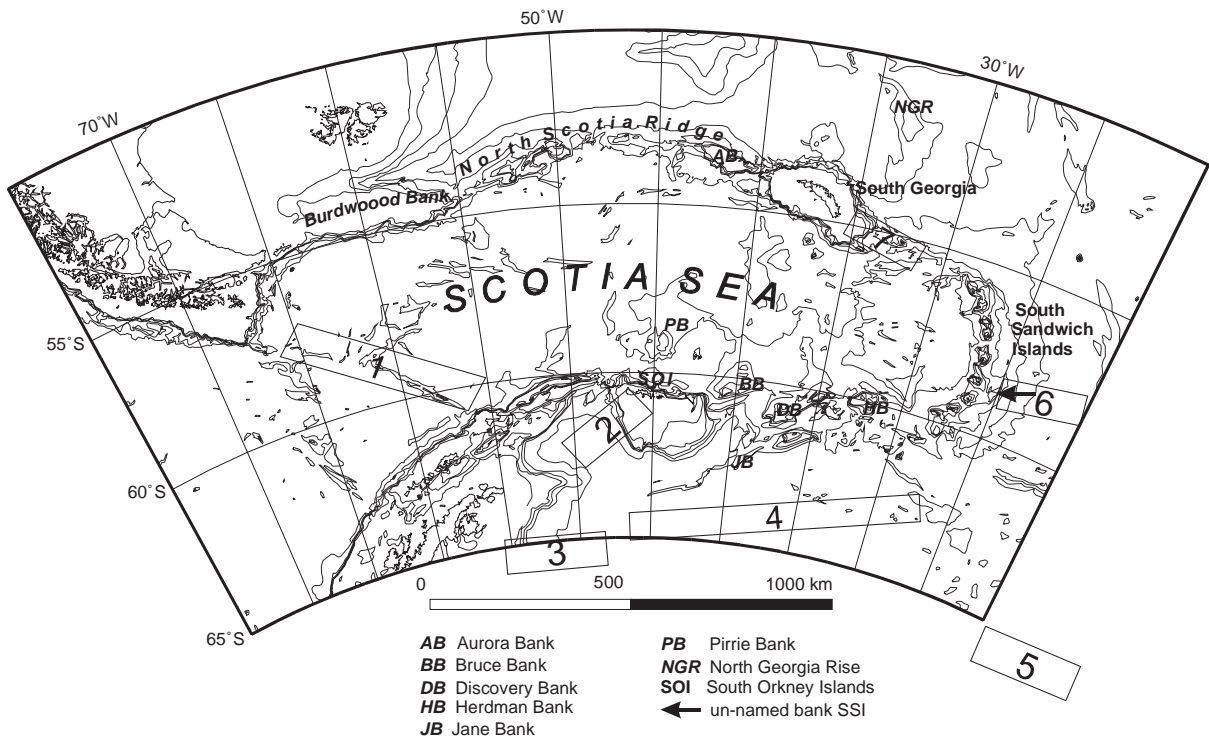 50˚W
30˚W
70˚W
NGR
North Scotia Ridge
AB
South Georgia
Burdwoood Bank
7
SCOTIA SEA
South
Sandwich
Islands
PB
55˚S
1
SOI
BB
6
DB
HB
2
JB
60˚S
4
3
0 500 1000 km
65˚S
5
AB Aurora Bank
BB Bruce Bank
DB Discovery Bank
HB Herdman Bank
JB Jane Bank
PB Pirrie Bank
NGR North Georgia Rise
SOI South Orkney Islands
un-named bank SSI